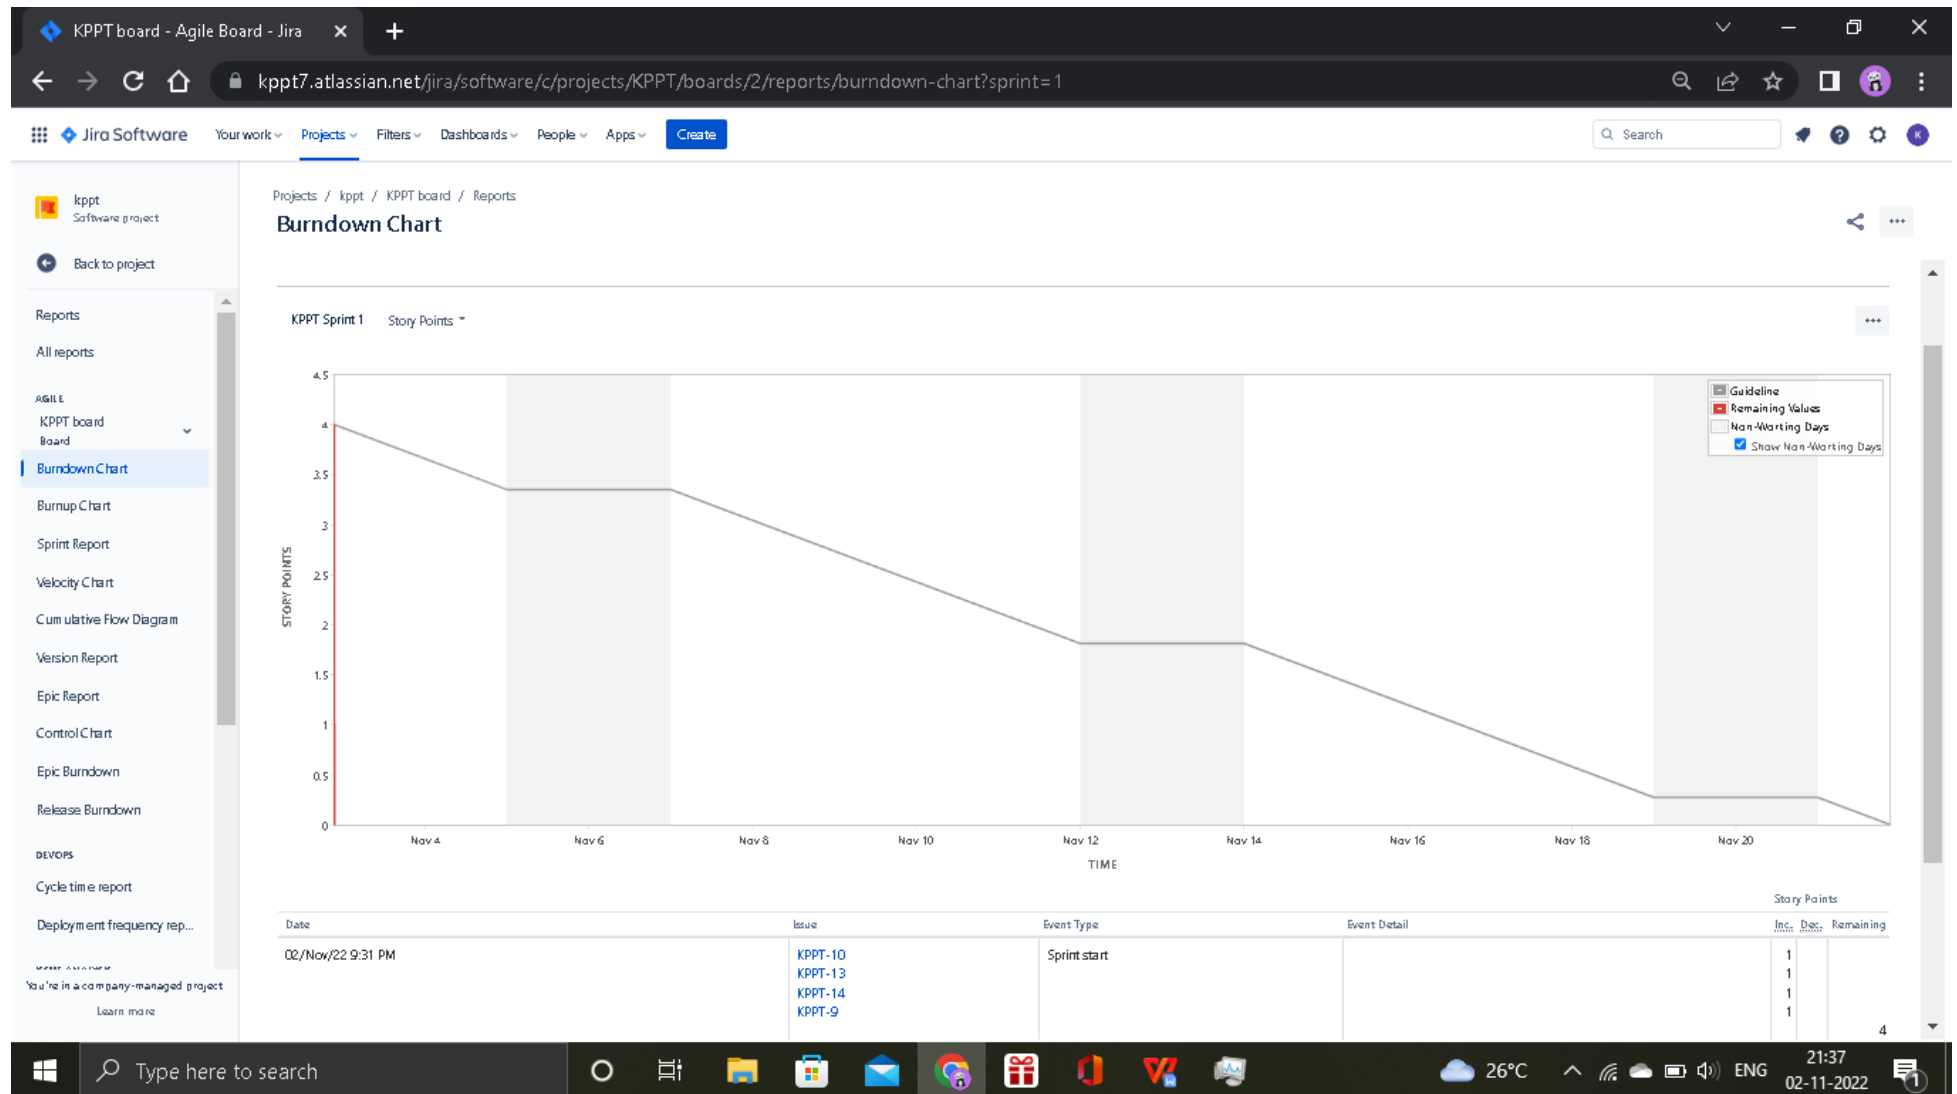 KPPT board - Agile Board - Jira
kppt7.atlassian.net/jira/software/c/projects/KPPT/boards/2/reports/burndown-chart?sprint=1
Jira Software Your work Projects Filters Dashboards People Apps Create Search K
kppt
Software project
Back to project
Reports
All reports
AGILE
KPPT board
Board
Burndown Chart
Burnup Chart
Sprint Report
Velocity Chart
Cumulative Flow Diagram
Version Report
Epic Report
Control Chart
Epic Burndown
Release Burndown
DEVOPS
Cycle time report
Deployment frequency rep...
You're in a company-managed project
Learn more
Projects / kppt / KPPT board / Reports
Burndown Chart
KPPT Sprint 1 Story Points
4.5
4
3.5
3
2.5
2
1.5
1
0.5
0
STORY POINTS
Guideline
Remaining Values
Non-Working Days
Show Non-Working Days
Nov 4 Nov 6 Nov 8 Nov 10 Nov 12 Nov 14 Nov 16 Nov 18 Nov 20
TIME
Story Points
Date Issue Event Type Event Detail Inc. Dec. Remaining
02/Nov/22 9:31 PM KPPT-10 Sprint start 1
KPPT-13 1
KPPT-14 1
KPPT-9 1
4
Type here to search
26°C ENG 21:37
02-11-2022
1